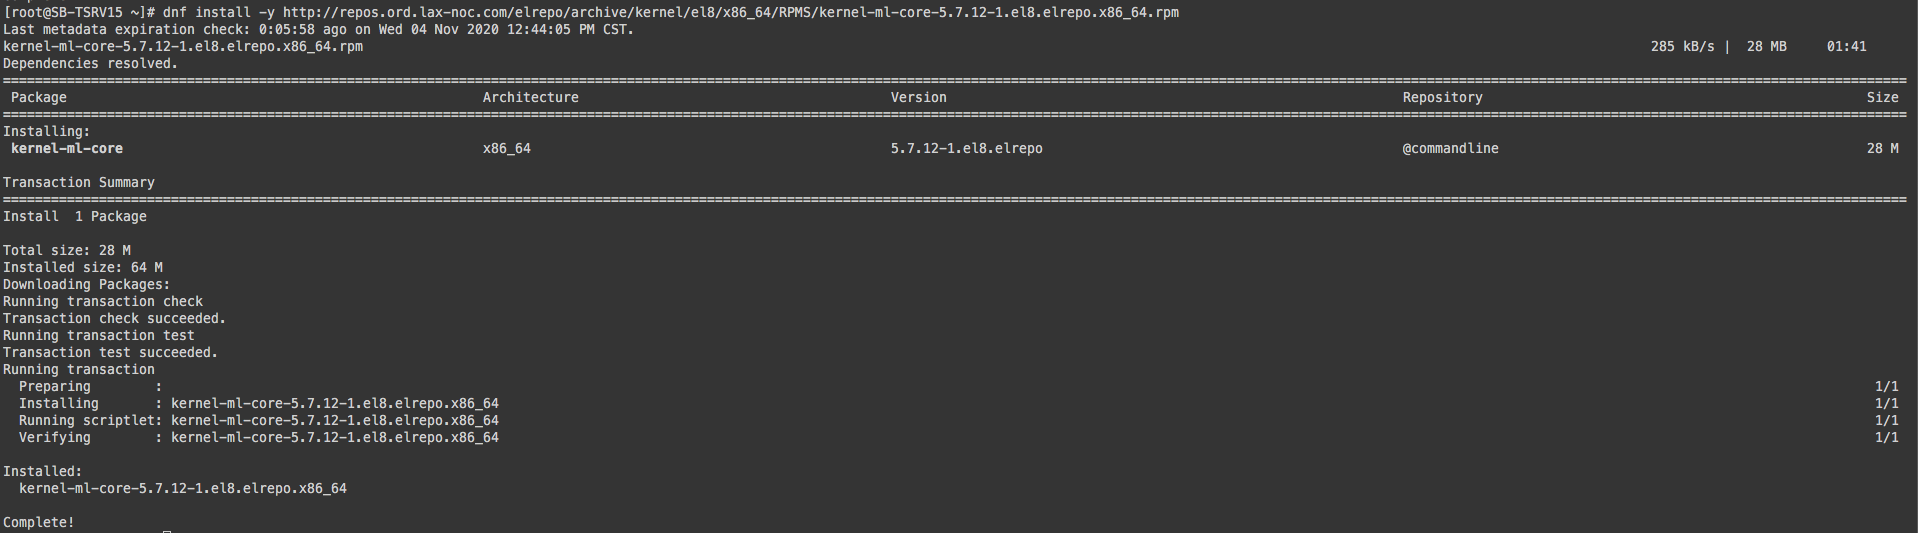 [root@SB-TSRV15 ~]# dnf install -y http://repos.ord.lax-noc.com/elrepo/archive/kernel/el8/x86_64/RPMS/kernel-ml-core-5.7.12-1.el8.elrepo.x86_64.rpm
Last metadata expiration check: 0:05:58 ago on Wed 04 Nov 2020 12:44:05 PM CST.
kernel-ml-core-5.7.12-1.el8.elrepo.x86_64.rpm 285 kB/s | 28 MB 01:41
Dependencies resolved.
Package Architecture Version Repository Size
Installing:
kernel-ml-core x86_64 5.7.12-1.el8.elrepo @commandline 28 M
Transaction Summary
Install 1 Package
Total size: 28 M
Installed size: 64 M
Downloading Packages:
Running transaction check
Transaction check succeeded.
Running transaction test
Transaction test succeeded.
Running transaction
Preparing : 1/1
Installing : kernel-ml-core-5.7.12-1.el8.elrepo.x86_64 1/1
Running scriptlet: kernel-ml-core-5.7.12-1.el8.elrepo.x86_64 1/1
Verifying : kernel-ml-core-5.7.12-1.el8.elrepo.x86_64 1/1
Installed:
kernel-ml-core-5.7.12-1.el8.elrepo.x86_64
Complete!